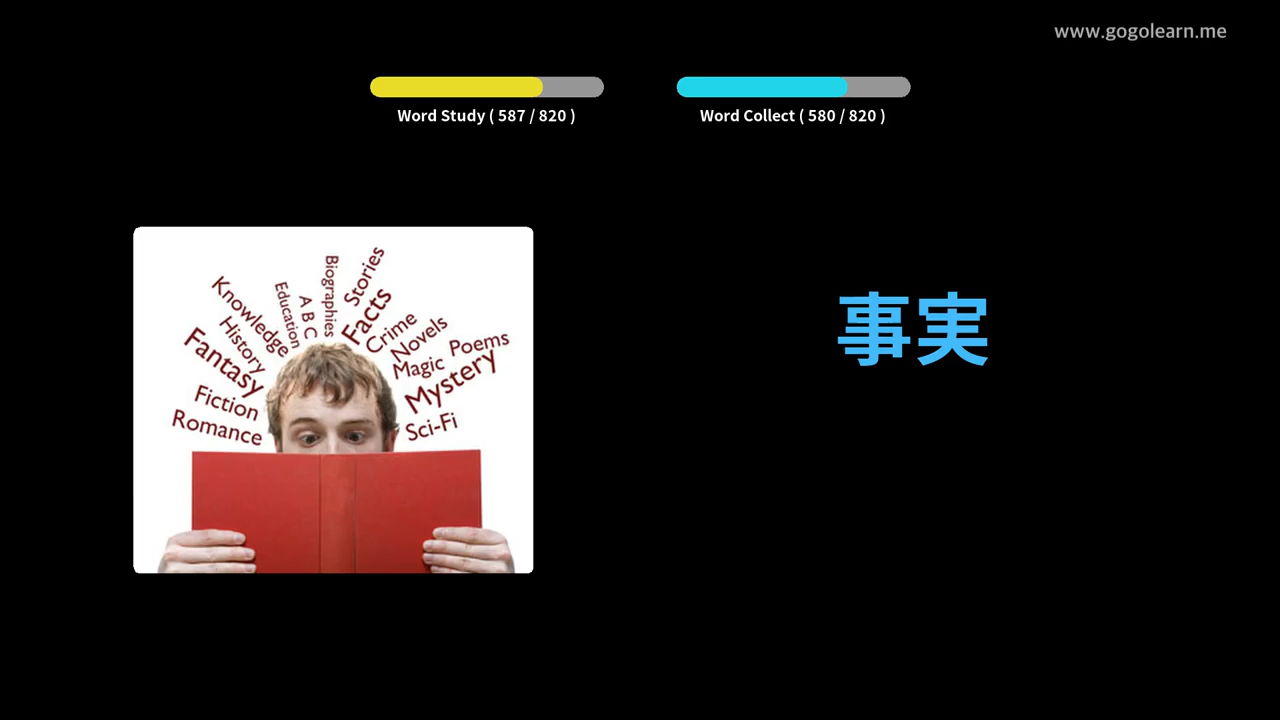 www.gogolearn.me
Word Study ( 587 / 820 )
Word Collect ( 580 / 820 )
Knowledge
History
Fantasy
Fiction
Romance
Education
A B C
Biographies
Stories
Facts
Crime
Novels
Magic
Poems
Mystery
Sci-Fi
事実